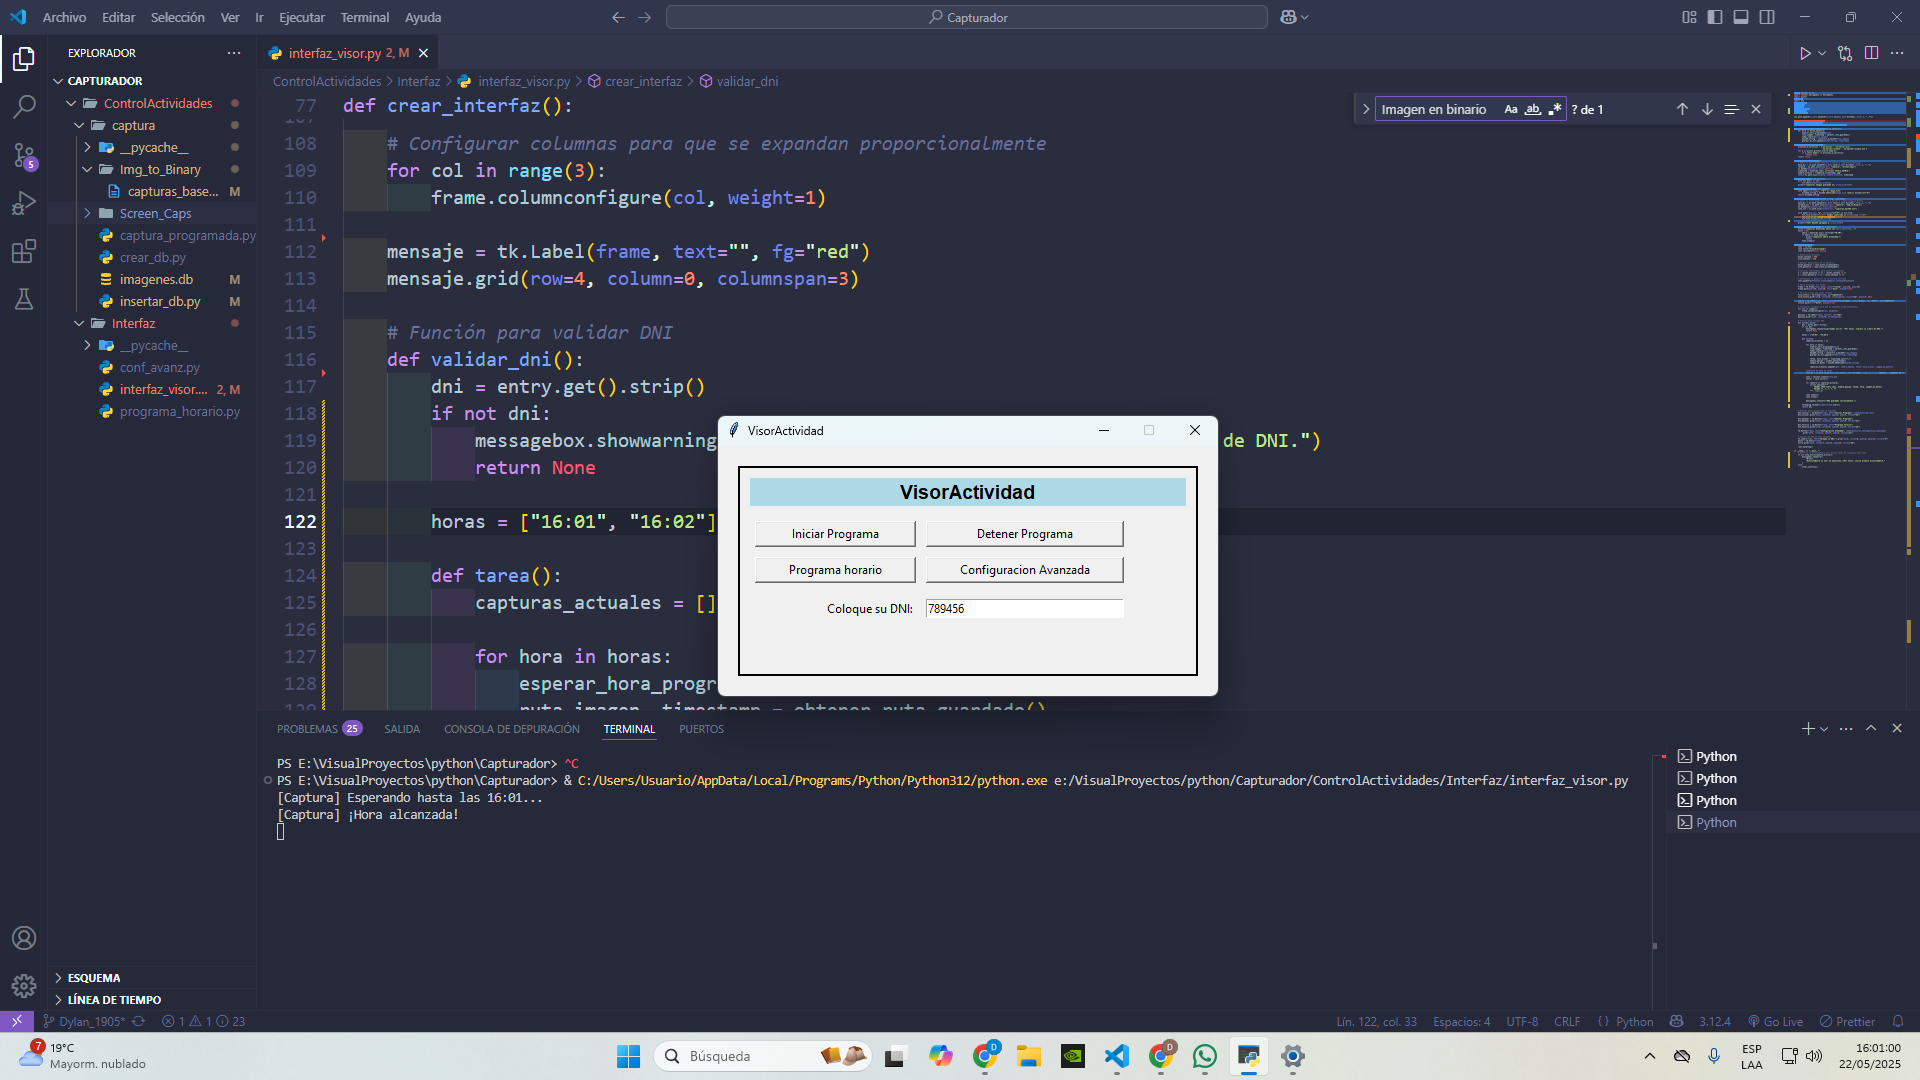 Archivo Editar Selección Ver Ir Ejecutar Terminal Ayuda
Capturador
EXPLORADOR
CAPTURADOR
ControlActividades
captura
__pycache__
Img_to_Binary
capturas_base... M
Screen_Caps
captura_programada.py
crear_db.py
imagenes.db M
insertar_db.py M
Interfaz
__pycache__
conf_avanz.py
interfaz_visor.... 2, M
programa_horario.py
ESQUEMA
LÍNEA DE TIEMPO
5
interfaz_visor.py 2, M
ControlActividades > Interfaz > interfaz_visor.py > crear_interfaz > validar_dni
Imagen en binario Aa ab ? de 1
77 def crear_interfaz():
108 # Configurar columnas para que se expandan proporcionalmente
109 for col in range(3):
110 frame.columnconfigure(col, weight=1)
111
112 mensaje = tk.Label(frame, text="", fg="red")
113 mensaje.grid(row=4, column=0, columnspan=3)
114
115 # Función para validar DNI
116 def validar_dni():
117 dni = entry.get().strip()
118 if not dni:
119 messagebox.showwarning de DNI.")
120 return None
121
122 horas = ["16:01", "16:02"]
123
124 def tarea():
125 capturas_actuales = []
126
127 for hora in horas:
128 esperar_hora_progr
129 ruta_imagen, timestamp = obtener_ruta_guardado()
VisorActividad
VisorActividad
Iniciar Programa Detener Programa
Programa horario Configuracion Avanzada
Coloque su DNI: 789456
PROBLEMAS 25 SALIDA CONSOLA DE DEPURACIÓN TERMINAL PUERTOS
PS E:\VisualProyectos\python\Capturador> ^C
PS E:\VisualProyectos\python\Capturador> & C:/Users/Usuario/AppData/Local/Programs/Python/Python312/python.exe e:/VisualProyectos/python/Capturador/ControlActividades/Interfaz/interfaz_visor.py
[Captura] Esperando hasta las 16:01...
[Captura] ¡Hora alcanzada!
Python
Python
Python
Python
Dylan_1905* 1 1 23
Lín. 122, col. 33 Espacios: 4 UTF-8 CRLF Python 3.12.4 Go Live Prettier
7 19°C
Mayorm. nublado
Búsqueda
D D
ESP
LAA
16:01:00
22/05/2025